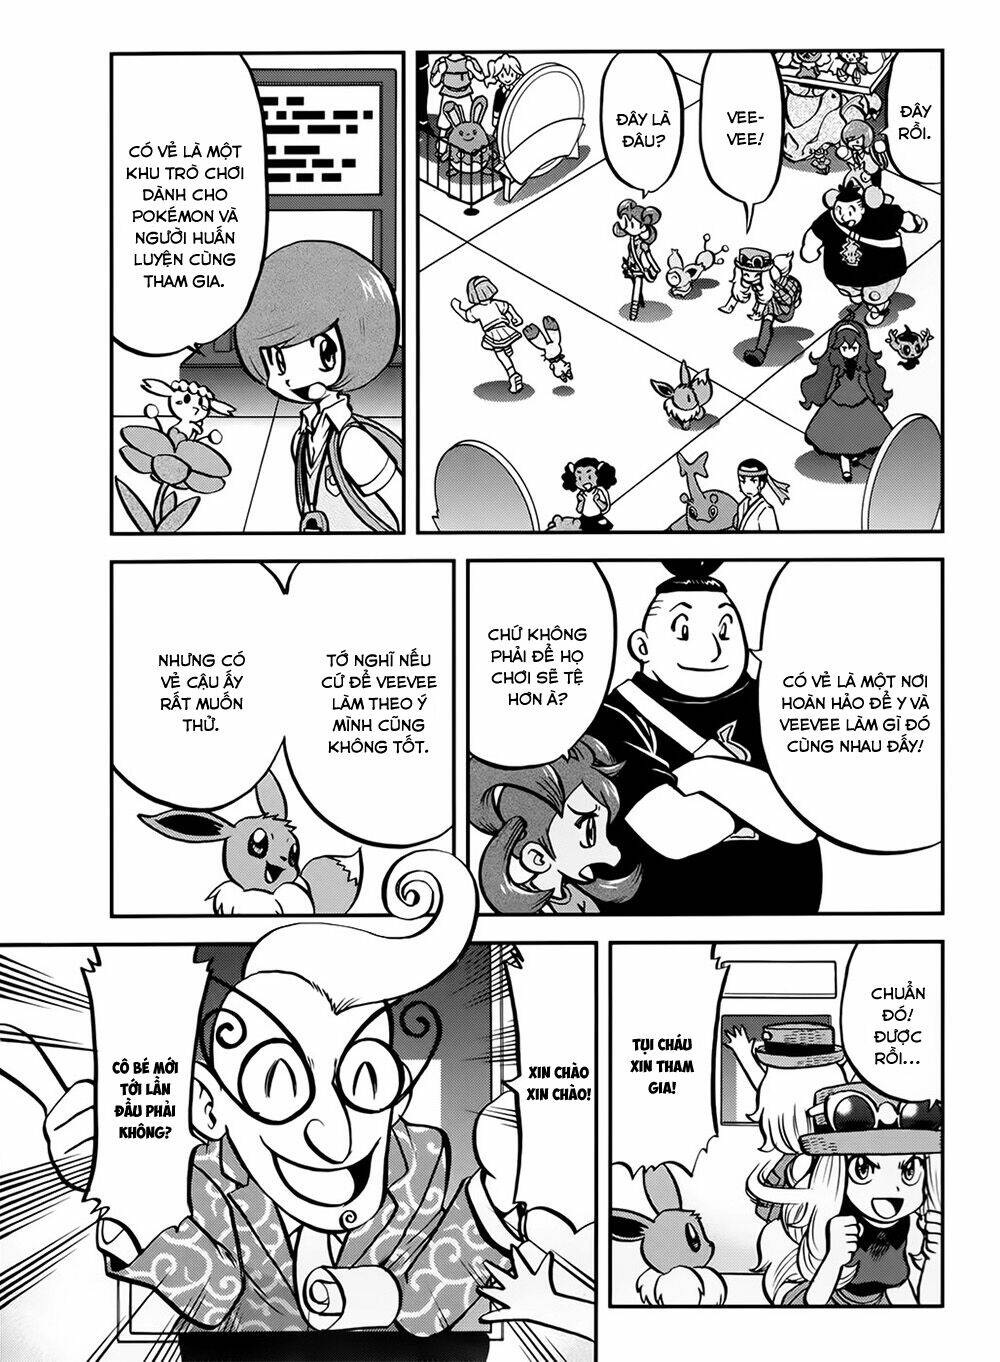 ĐÂY
RỒI.
VEE-
VEE!
ĐÂY LÀ
ĐÂU?
CÓ VẺ LÀ MỘT
KHU TRÒ CHƠI
DÀNH CHO
POKÉMON VÀ
NGƯỜI HUẤN
LUYỆN CÙNG
THAM GIA.
CÓ VẺ LÀ MỘT NƠI
HOÀN HẢO ĐỂ Y VÀ
VEEVEE LÀM GÌ ĐÓ
CÙNG NHAU ĐẤY!
CHỨ KHÔNG
PHẢI ĐỂ HỌ
CHƠI SẼ TỆ
HƠN À?
TỚ NGHĨ NẾU
CỨ ĐỂ VEEVEE
LÀM THEO Ý
MÌNH CŨNG
KHÔNG TỐT.
NHƯNG CÓ
VẺ CẬU ẤY
RẤT MUỐN
THỬ.
CHUẨN
ĐÓ!
ĐƯỢC
RỒI...
TỤI CHÁU
XIN THAM
GIA!
XIN CHÀO
XIN CHÀO!
CÔ BÉ MỚI
TỚI LẦN
ĐẦU PHẢI
KHÔNG?